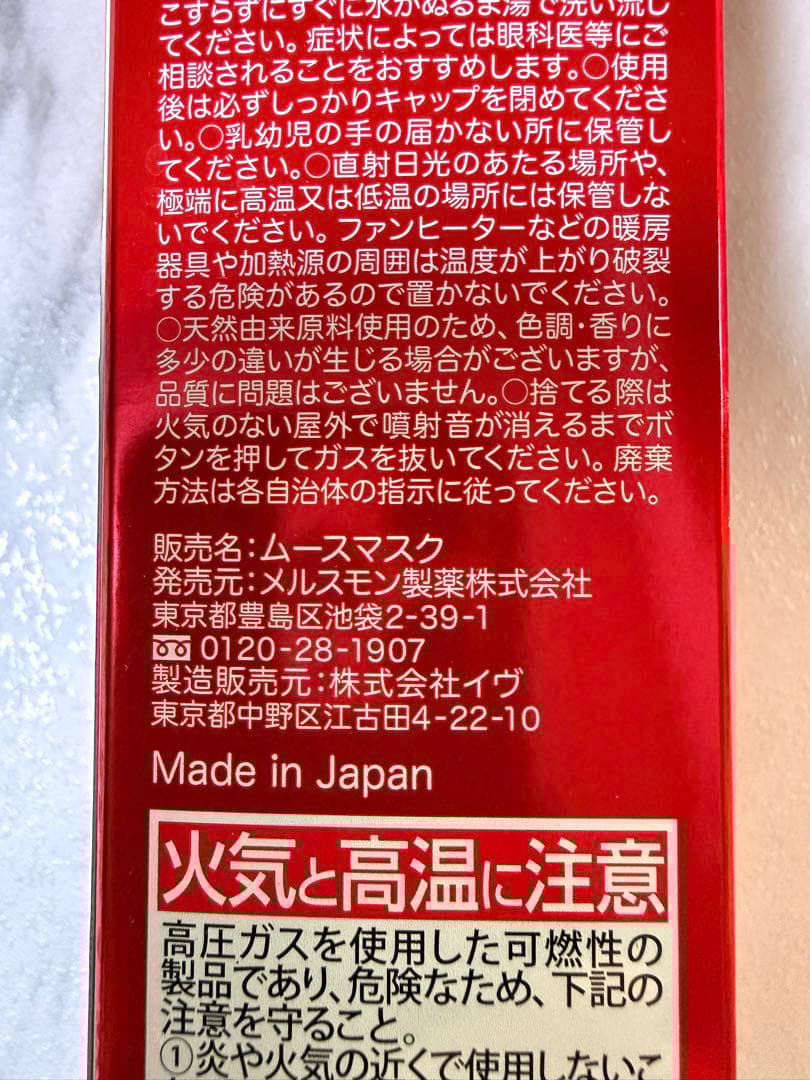 こすらずにすぐに水かぬるま湯で洗い流し
てください。症状によっては眼科医等にご
相談されることをおすすめします。○使用
後は必ずしっかりキャップを閉めてくださ
い。○乳幼児の手の届かない所に保管し
てください。○直射日光のあたる場所や、
極端に高温又は低温の場所には保管しな
いでください。ファンヒーターなどの暖房
器具や加熱源の周囲は温度が上がり破裂
する危険があるので置かないでください。
○天然由来原料使用のため、色調・香りに
多少の違いが生じる場合がございますが、
品質に問題はございません。○捨てる際は
火気のない屋外で噴射音が消えるまでボ
タンを押してガスを抜いてください。廃棄
方法は各自治体の指示に従ってください。
販売名：ムースマスク
発売元：メルスモン製薬株式会社
東京都豊島区池袋2-39-1
0120-28-1907
製造販売元：株式会社イヴ
東京都中野区江古田4-22-10
Made in Japan
火気と高温に注意
高圧ガスを使用した可燃性の
製品であり、危険なため、下記の
注意を守ること。
①炎や火気の近くで使用しないこ